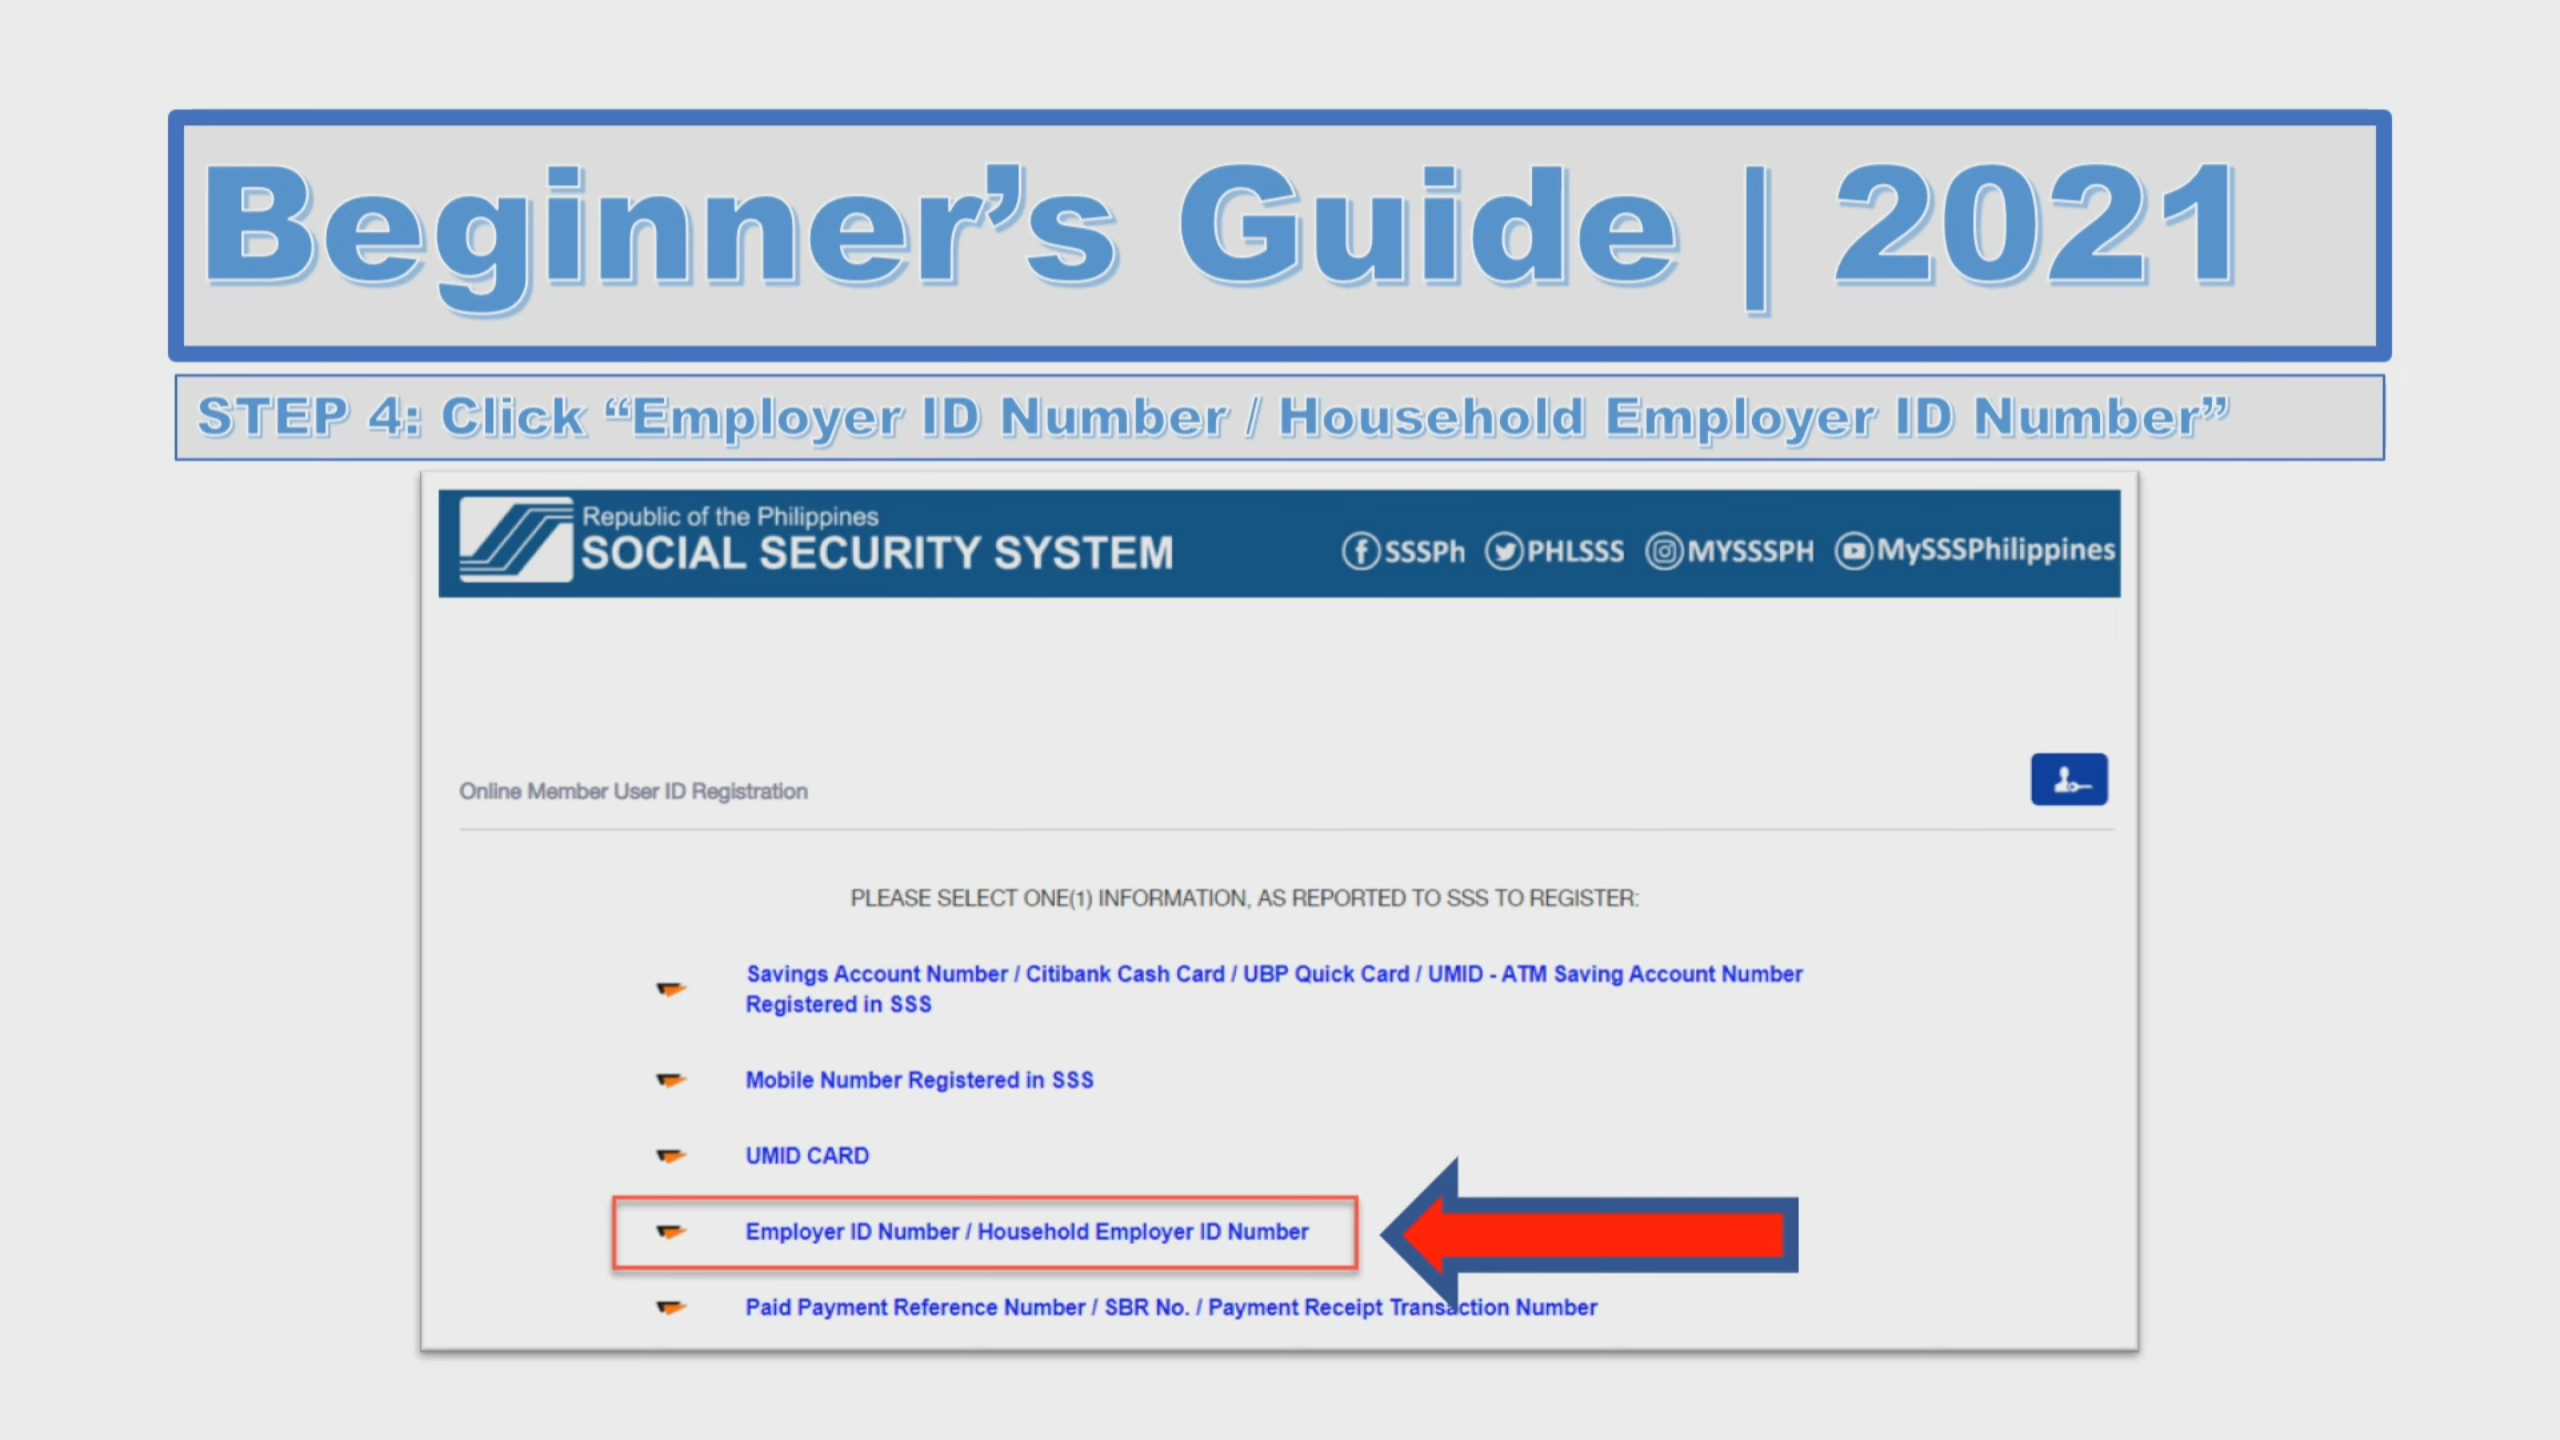 Beginner’s Guide | 2021
STEP 4: Click “Employer ID Number / Household Employer ID Number”
Republic of the Philippines
SOCIAL SECURITY SYSTEM
SSSPh PHLSSS MYSSSPH MySSSPhilippines
Online Member User ID Registration
PLEASE SELECT ONE(1) INFORMATION, AS REPORTED TO SSS TO REGISTER:
Savings Account Number / Citibank Cash Card / UBP Quick Card / UMID - ATM Saving Account Number
Registered in SSS
Mobile Number Registered in SSS
UMID CARD
Employer ID Number / Household Employer ID Number
Paid Payment Reference Number / SBR No. / Payment Receipt Transaction Number